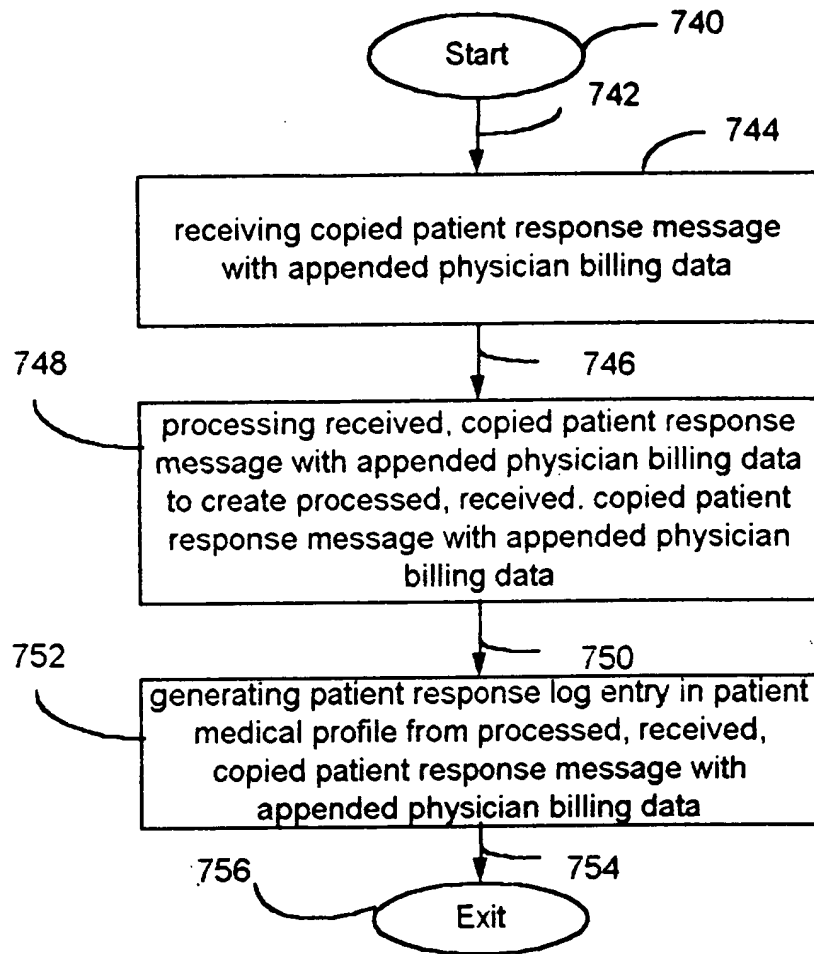 740
Start
742
744
receiving copied patient response message
with appended physician billing data
746
748
processing received, copied patient response
message with appended physician billing data
to create processed, received. copied patient
response message with appended physician
billing data
750
752
generating patient response log entry in patient
medical profile from processed, received,
copied patient response message with
appended physician billing data
754
756
Exit